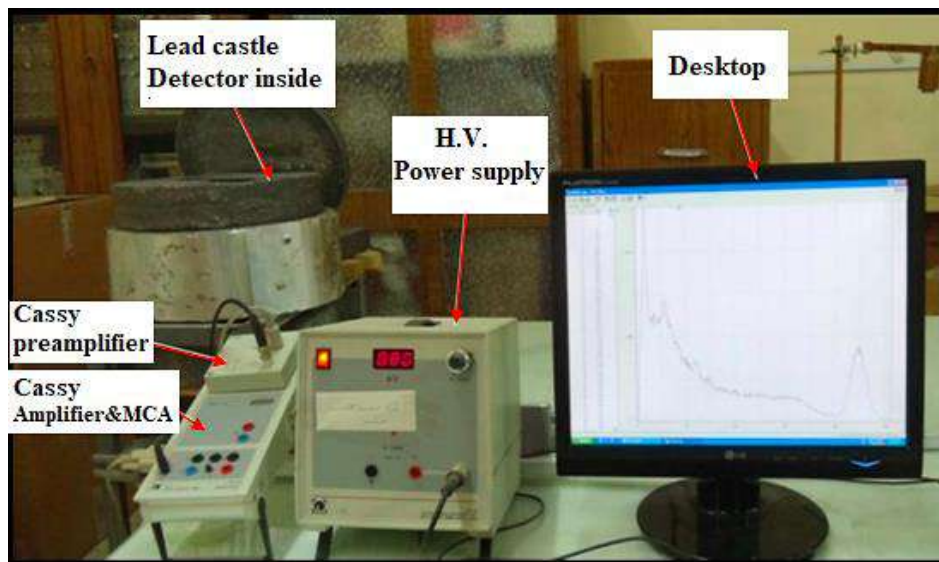 Lead castle
Detector inside
Desktop
H.V.
Power supply
Cassy
preamplifier
Cassy
Amplifier&MCA
LG